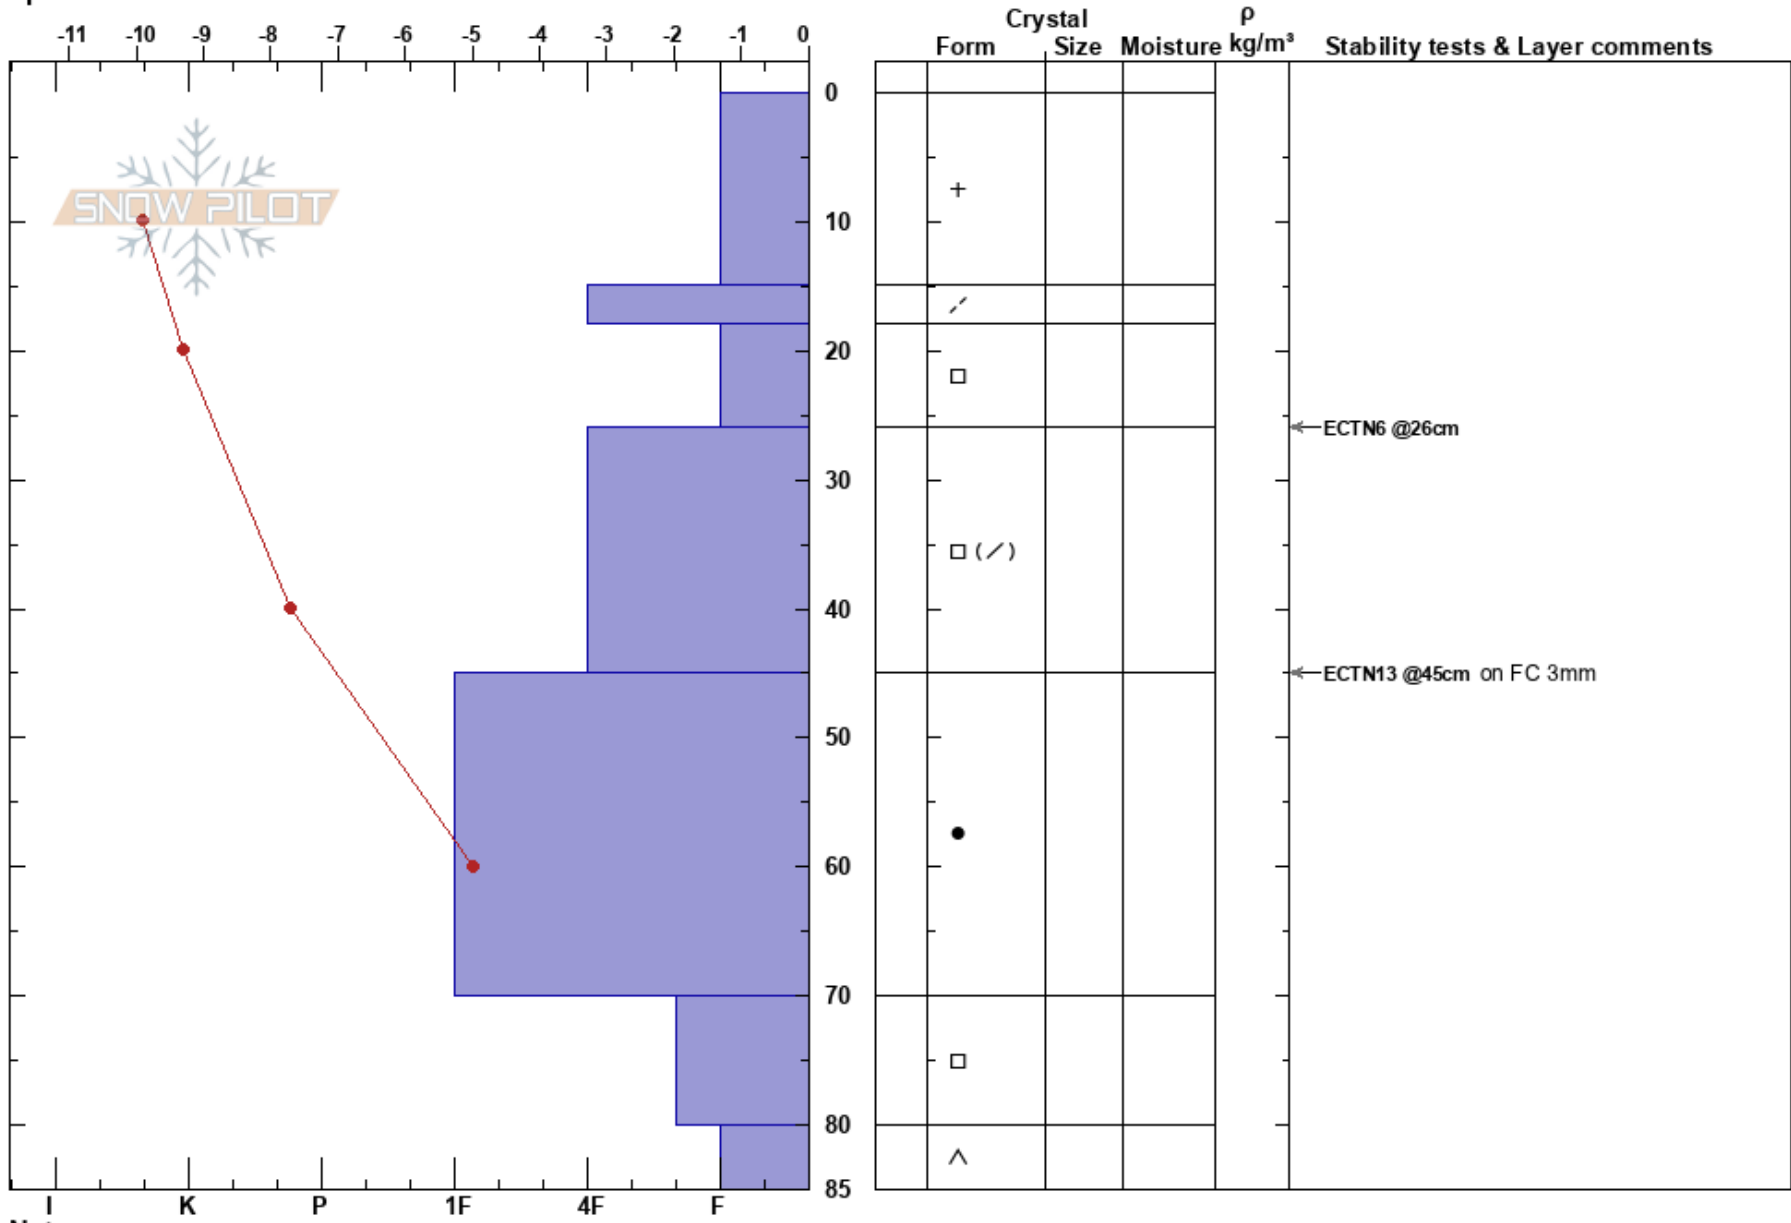 Crystal ρ
-11 -10 -9 -8 -7 -6 -5 -4 -3 -2 -1 0 Form Size Moisture kg/m³ Stability tests & Layer comments
0
SNOW PILOT
+
10
20
ECTN6 @26cm
30
(/)
40
ECTN13 @45cm on FC 3mm
50
60
70
80
85
I K P 1F 4F F